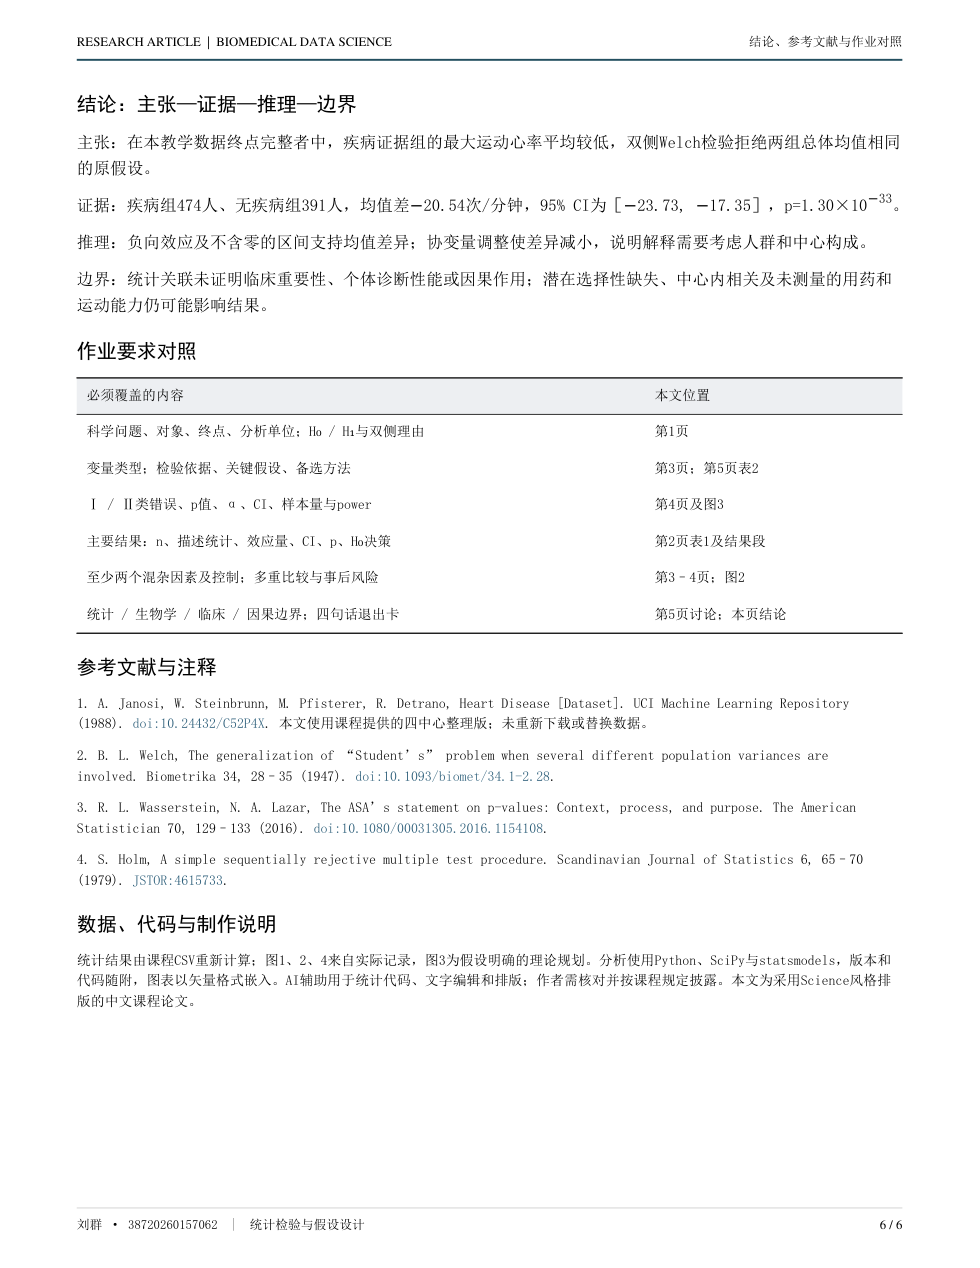 RESEARCH ARTICLE | BIOMEDICAL DATA SCIENCE
结论、参考文献与作业对照
结论：主张—证据—推理—边界
主张：在本教学数据终点完整者中，疾病证据组的最大运动心率平均较低，双侧Welch检验拒绝两组总体均值相同
的原假设。
证据：疾病组474人、无疾病组391人，均值差−20.54次/分钟，95% CI为［−23.73, −17.35］，p=1.30×10⁻³³。
推理：负向效应及不含零的区间支持均值差异；协变量调整使差异减小，说明解释需要考虑人群和中心构成。
边界：统计关联未证明临床重要性、个体诊断性能或因果作用；潜在选择性缺失、中心内相关及未测量的用药和
运动能力仍可能影响结果。
作业要求对照
必须覆盖的内容 本文位置
科学问题、对象、终点、分析单位；H₀ / H₁与双侧理由 第1页
变量类型；检验依据、关键假设、备选方法 第3页；第5页表2
Ⅰ / Ⅱ类错误、p值、α、CI、样本量与power 第4页及图3
主要结果：n、描述统计、效应量、CI、p、H₀决策 第2页表1及结果段
至少两个混杂因素及控制；多重比较与事后风险 第3–4页；图2
统计 / 生物学 / 临床 / 因果边界；四句话退出卡 第5页讨论；本页结论
参考文献与注释
1. A. Janosi, W. Steinbrunn, M. Pfisterer, R. Detrano, Heart Disease [Dataset]. UCI Machine Learning Repository
(1988). doi:10.24432/C52P4X. 本文使用课程提供的四中心整理版；未重新下载或替换数据。
2. B. L. Welch, The generalization of “Student’s” problem when several different population variances are
involved. Biometrika 34, 28–35 (1947). doi:10.1093/biomet/34.1-2.28.
3. R. L. Wasserstein, N. A. Lazar, The ASA’s statement on p-values: Context, process, and purpose. The American
Statistician 70, 129–133 (2016). doi:10.1080/00031305.2016.1154108.
4. S. Holm, A simple sequentially rejective multiple test procedure. Scandinavian Journal of Statistics 6, 65–70
(1979). JSTOR:4615733.
数据、代码与制作说明
统计结果由课程CSV重新计算；图1、2、4来自实际记录，图3为假设明确的理论规划。分析使用Python、SciPy与statsmodels，版本和
代码随附，图表以矢量格式嵌入。AI辅助用于统计代码、文字编辑和排版；作者需核对并按课程规定披露。本文为采用Science风格排
版的中文课程论文。
刘群 • 38720260157062 | 统计检验与假设设计
6 / 6